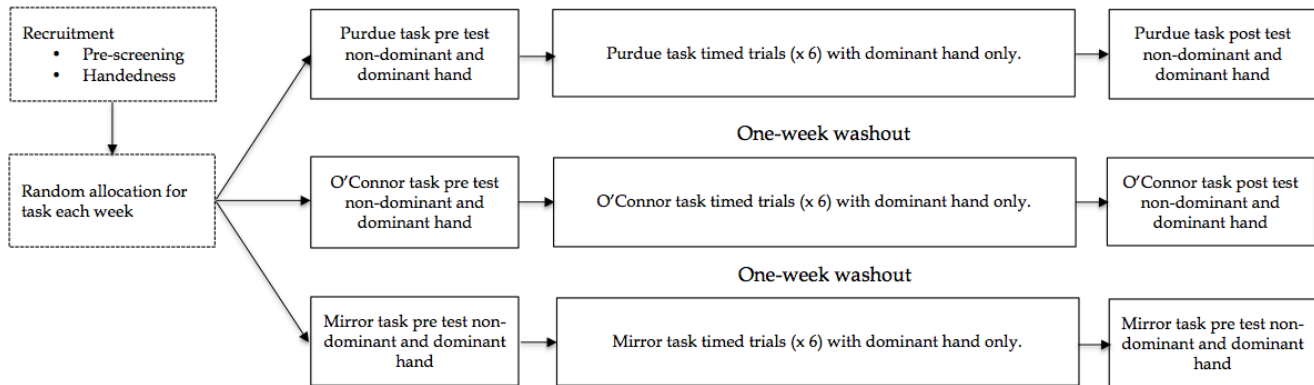 Recruitment
• Pre-screening
• Handedness
Random allocation for
task each week
Purdue task pre test
non-dominant and
dominant hand
Purdue task timed trials (x 6) with dominant hand only.
Purdue task post test
non-dominant and
dominant hand
One-week washout
O'Connor task pre test
non-dominant and
dominant hand
O'Connor task timed trials (x 6) with dominant hand only.
O'Connor task post test
non-dominant and
dominant hand
One-week washout
Mirror task pre test non-
dominant and dominant
hand
Mirror task timed trials (x 6) with dominant hand only.
Mirror task pre test non-
dominant and dominant
hand